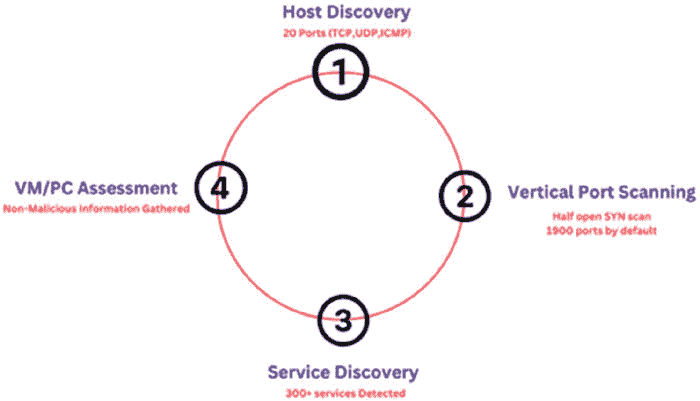 Host Discovery
20 Ports (TCP,UDP,ICMP)
1
VM/PC Assessment
Non-Malicious Information Gathered
4
2
Vertical Port Scanning
Half open SYN scan
1900 ports by default
3
Service Discovery
300+ services Detected